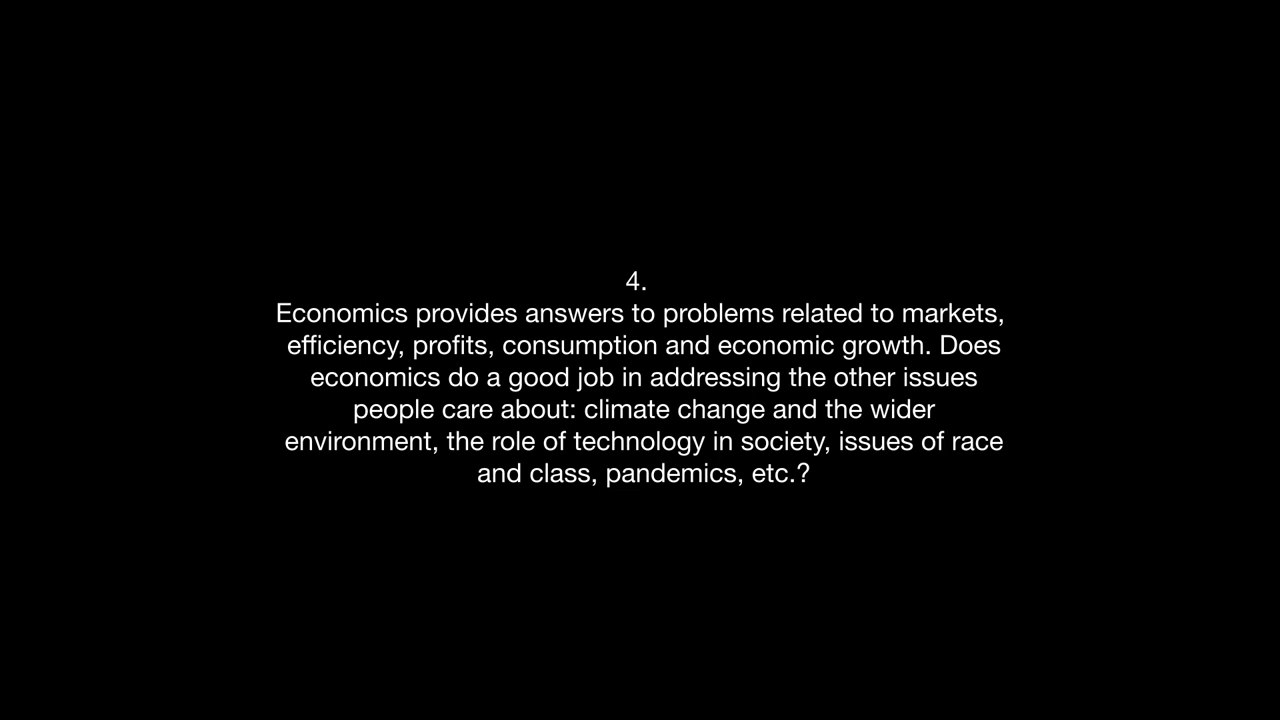 4.
Economics provides answers to problems related to markets,
efficiency, profits, consumption and economic growth. Does
economics do a good job in addressing the other issues
people care about: climate change and the wider
environment, the role of technology in society, issues of race
and class, pandemics, etc.?